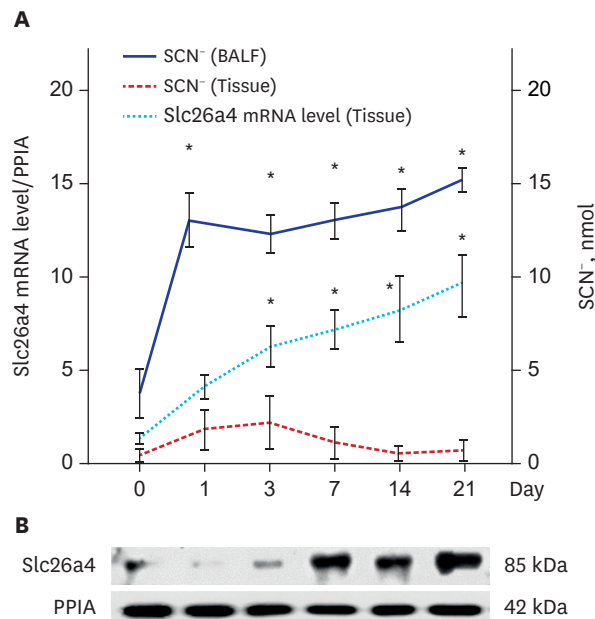 A
SCN⁻ (BALF)
SCN⁻ (Tissue)
Slc26a4 mRNA level (Tissue)
Slc26a4 mRNA level/PPIA
SCN⁻, nmol
20 20
15 15
10 10
5 5
0 0
* * * * *
* * * *
0 1 3 7 14 21 Day
B
Slc26a4 85 kDa
PPIA 42 kDa